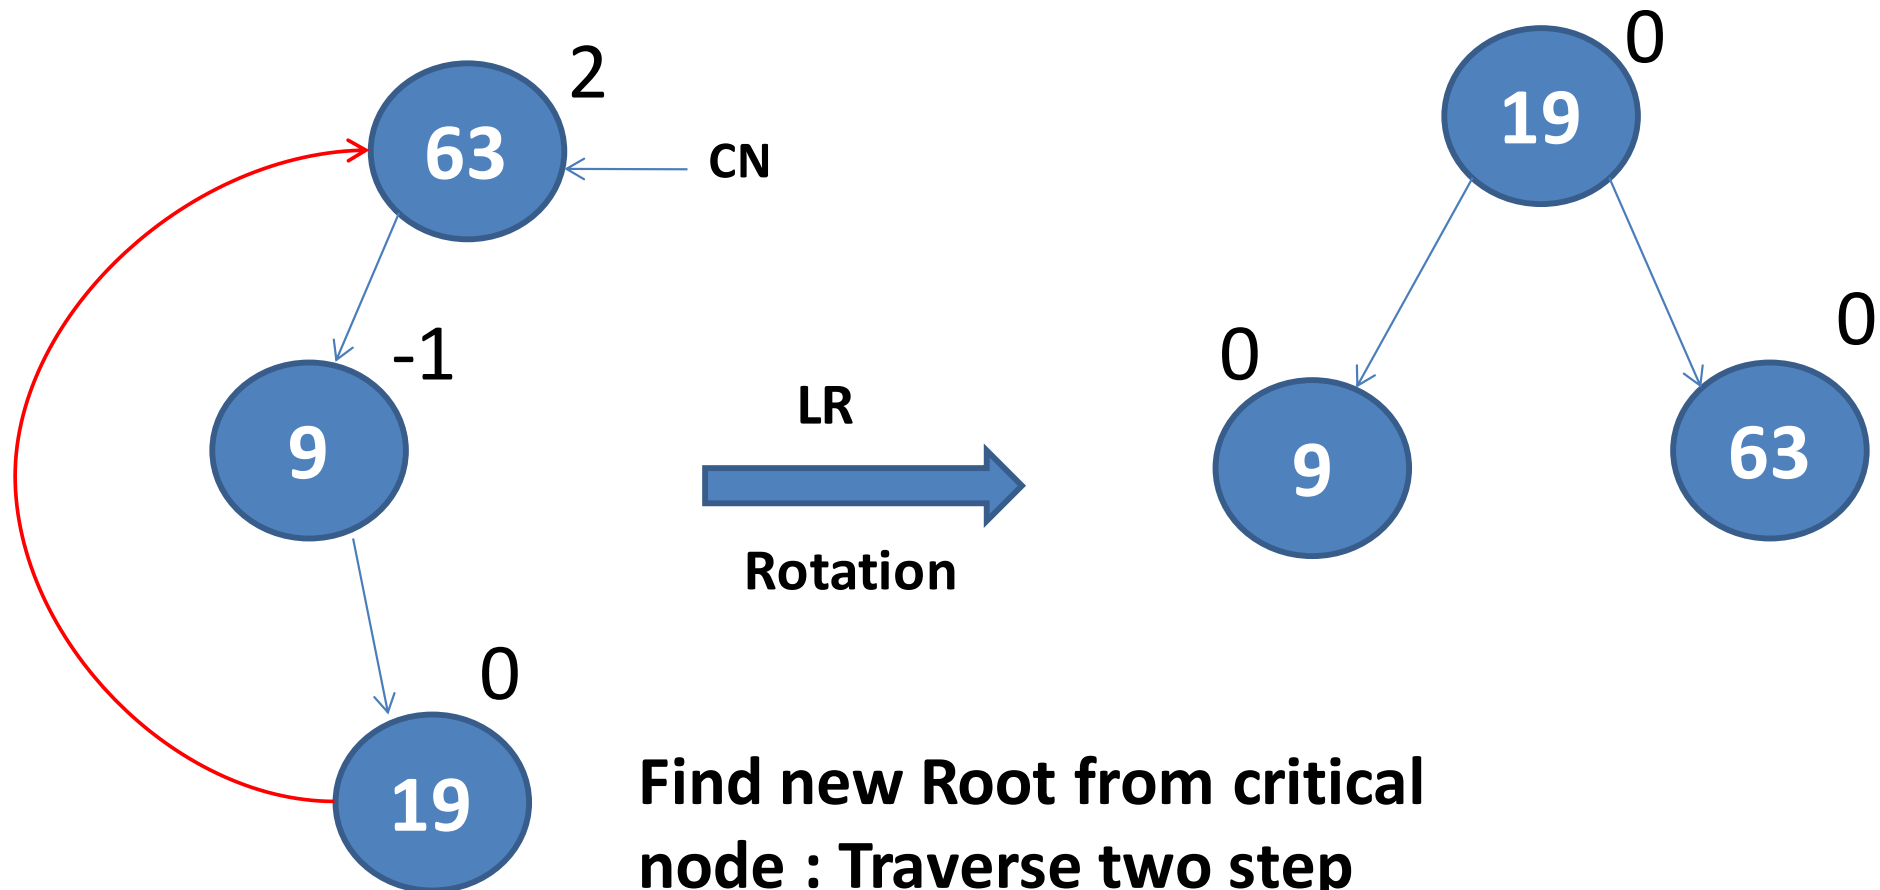 2
63
CN
-1
9
0
19
LR
Rotation
0
19
0
9
0
63
Find new Root from critical
node : Traverse two step